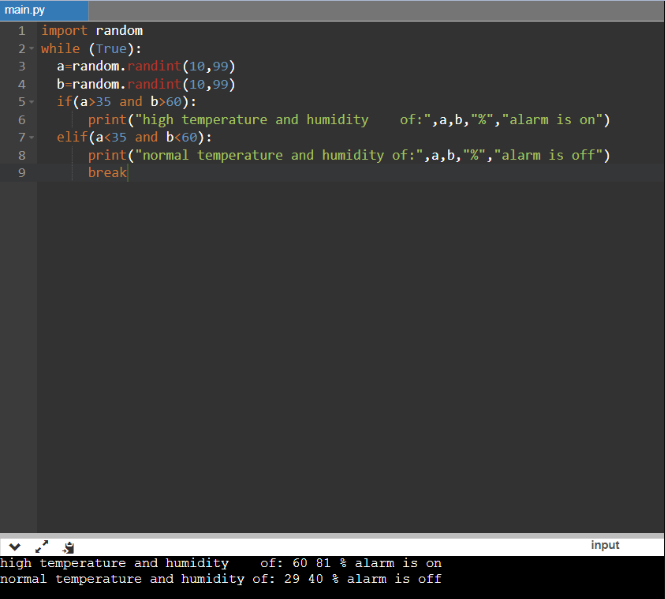 main.py
1 import random
2 while (True):
3   a=random.randint(10,99)
4   b=random.randint(10,99)
5   if(a>35 and b>60):
6       print("high temperature and humidity    of:",a,b,"%","alarm is on")
7   elif(a<35 and b<60):
8       print("normal temperature and humidity of:",a,b,"%","alarm is off")
9       break
input
high temperature and humidity    of: 60 81 % alarm is on
normal temperature and humidity of: 29 40 % alarm is off